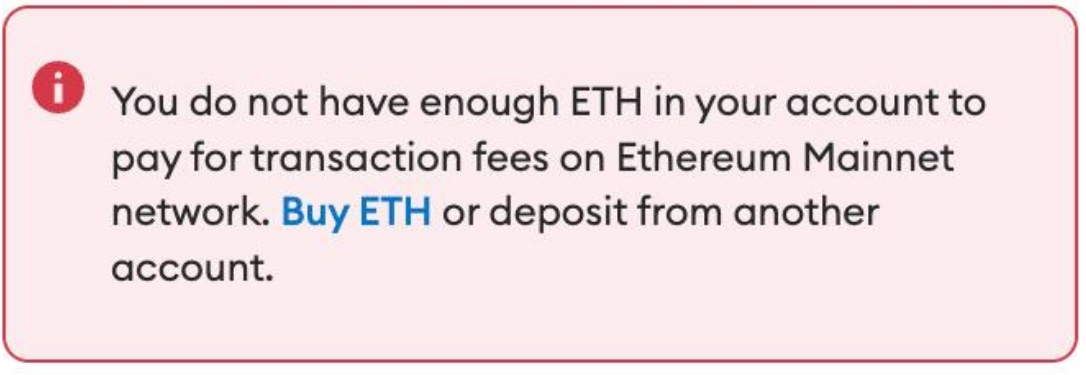 You do not have enough ETH in your account to
pay for transaction fees on Ethereum Mainnet
network. Buy ETH or deposit from another
account.